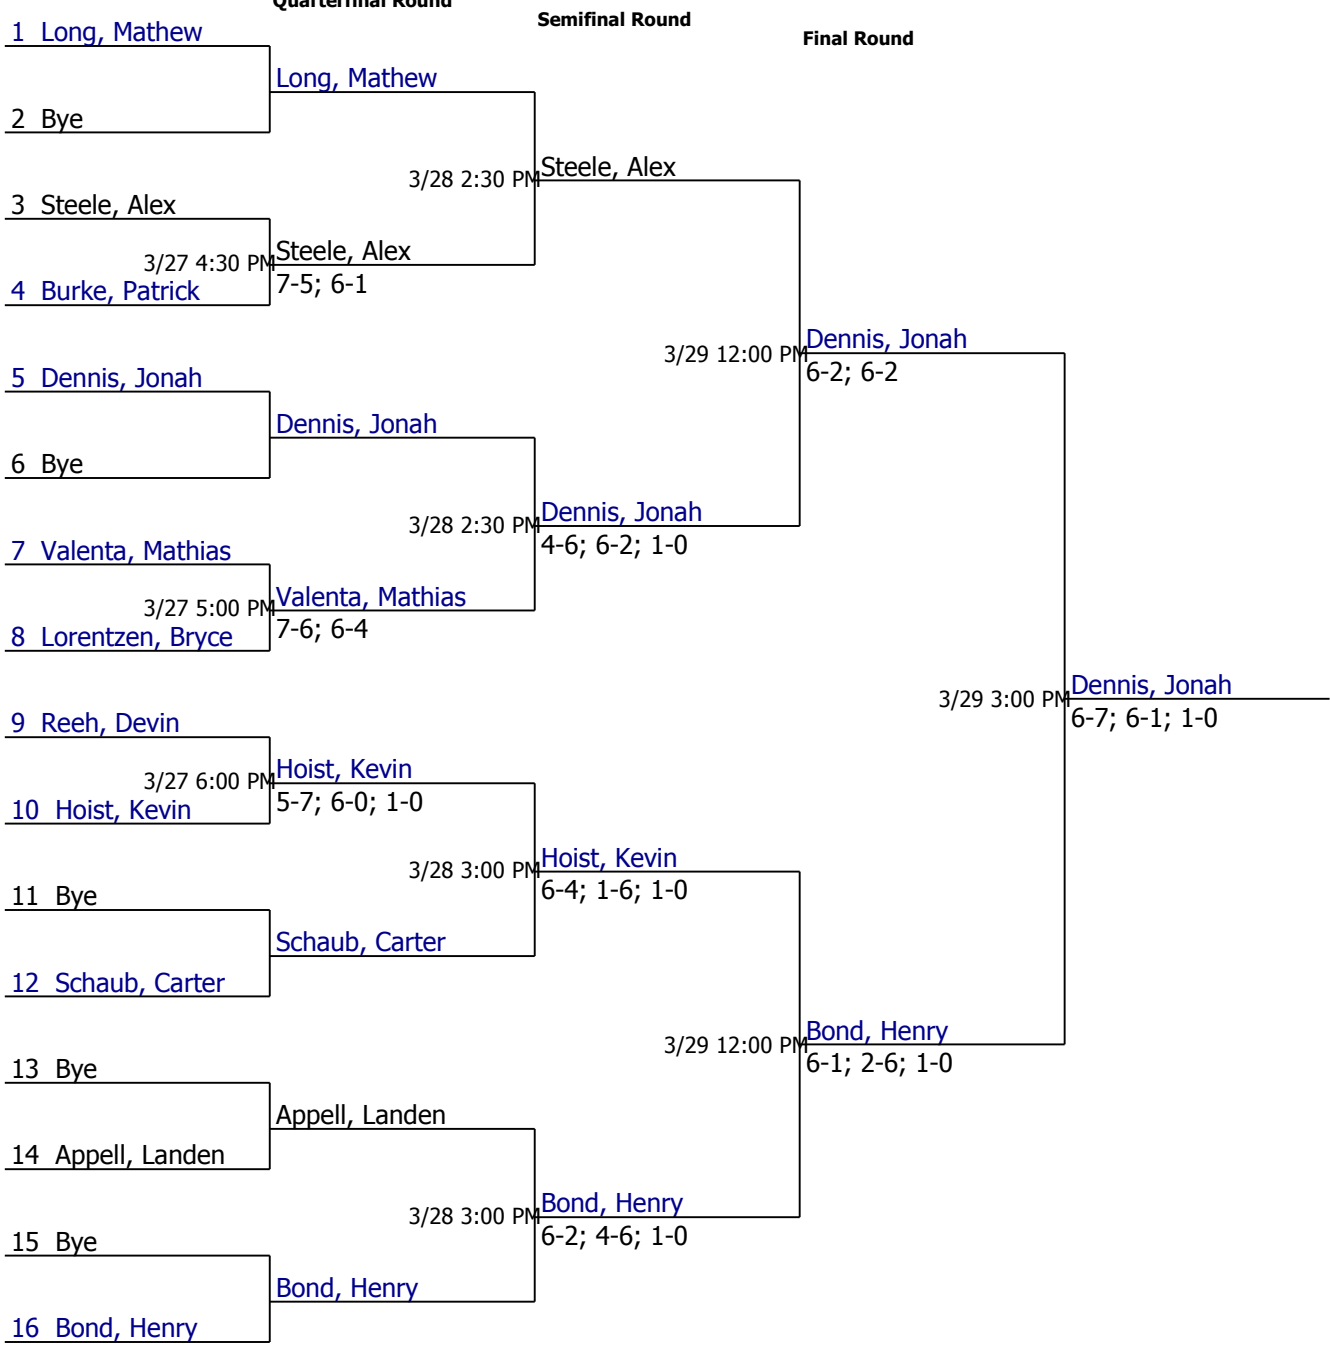 Quarterfinal Round
Semifinal Round
Final Round
1 Long, Mathew
Long, Mathew
2 Bye
3/28 2:30 PM
Steele, Alex
3 Steele, Alex
3/27 4:30 PM
Steele, Alex
7-5; 6-1
4 Burke, Patrick
3/29 12:00 PM
Dennis, Jonah
6-2; 6-2
5 Dennis, Jonah
Dennis, Jonah
6 Bye
3/28 2:30 PM
Dennis, Jonah
4-6; 6-2; 1-0
7 Valenta, Mathias
3/27 5:00 PM
Valenta, Mathias
7-6; 6-4
8 Lorentzen, Bryce
3/29 3:00 PM
Dennis, Jonah
6-7; 6-1; 1-0
9 Reeh, Devin
3/27 6:00 PM
Hoist, Kevin
5-7; 6-0; 1-0
10 Hoist, Kevin
3/28 3:00 PM
Hoist, Kevin
6-4; 1-6; 1-0
11 Bye
Schaub, Carter
12 Schaub, Carter
3/29 12:00 PM
Bond, Henry
6-1; 2-6; 1-0
13 Bye
Appell, Landen
14 Appell, Landen
3/28 3:00 PM
Bond, Henry
6-2; 4-6; 1-0
15 Bye
Bond, Henry
16 Bond, Henry